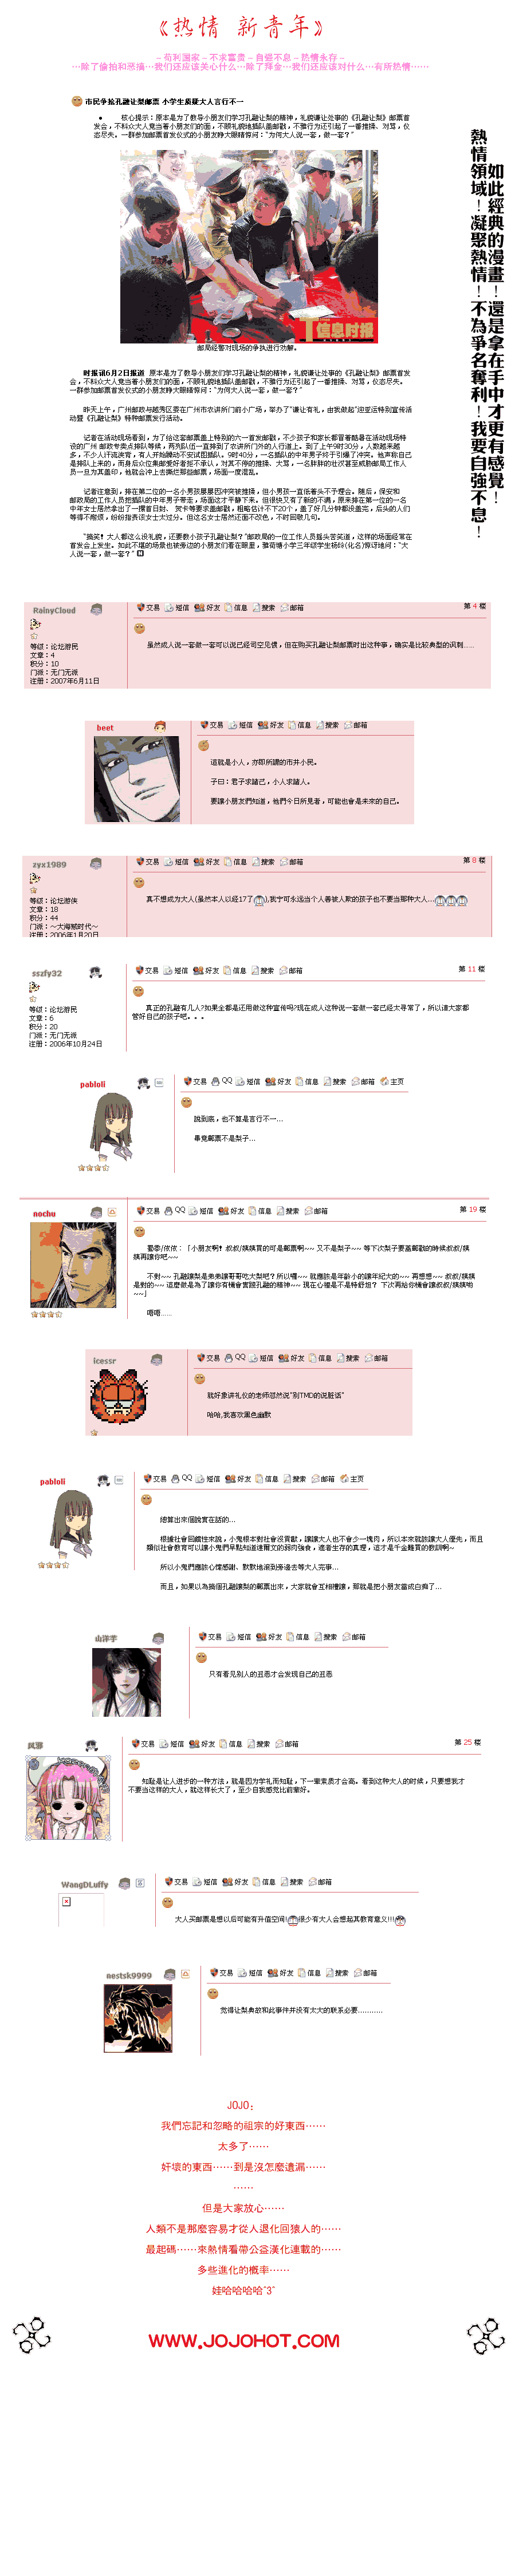 《热情 新青年》
～苟利国家～不求富贵～自强不息～热情永存～
…除了偷拍和恶搞…我们还应该关心什么…除了拜金…我们还应该对什么…有所热情……
市民争抢孔融让梨邮票 小学生质疑大人言行不一
核心提示：原本是为了教导小朋友们学习孔融让梨的精神，礼貌谦让处事的《孔融让梨》邮票首
发会，不料众大人竟当着小朋友们的面，不顾礼貌地插队盖邮戳，不雅行为还引起了一番推搡、对骂，仪
态尽失。一群参加邮票首发仪式的小朋友睁大眼睛惊问：“为何大人说一套，做一套？”
信息时报
邮局经警对现场的争执进行劝解。
时报讯6月2日报道 原本是为了教导小朋友们学习孔融让梨的精神，礼貌谦让处事的《孔融让梨》邮票首发
会，不料众大人竟当着小朋友们的面，不顾礼貌地插队盖邮戳，不雅行为还引起了一番推搡、对骂，仪态尽失。一
群参加邮票首发仪式的小朋友睁大眼睛惊问：“为何大人说一套，做一套？”
昨天上午，广州邮政与越秀区委在广州市农讲所门前小广场，举办了“谦让有礼，由我做起”迎亚运特别宣传活
动暨《孔融让梨》特种邮票发行活动。
记者在活动现场看到，为了给这套邮票盖上特别的六一首发邮戳，不少孩子和家长都冒着酷暑在活动现场特
设的广州 邮政专卖点排队等候，两列队伍一直排到了农讲所门外的人行道上。到了上午9时30分，人数越来越
多，不少人汗流浃背，有人开始躁动不安试图插队。9时40分，一名插队的中年男子终于引爆了冲突。他声称自己
是排队上来的，而身后众位集邮爱好者拒不承认，对其不停的推搡、大骂，一名胖胖的壮汉甚至威胁邮局工作人
员一旦为其盖印，他就会冲上去撕烂那些邮票，场面一度混乱。
记者注意到，排在第二位的一名小男孩屡屡因冲突被推搡，但小男孩一直低着头不予理会。随后，保安和
邮政局的工作人员把插队的中年男子带走，场面这才平静下来，但很快又有了新的不满，原来排在第一位的一名
中年女士居然拿出了一摞首日封、 贺卡等要求盖邮戳，粗略估计不下20个，盖了好几分钟都没盖完，后头的人们
等得不耐烦，纷纷指责该女士太过分。但这名女士居然还面不改色，不时回敬几句。
“搞笑！大人都这么没礼貌，还要教小孩子孔融让梨？”邮政局的一位工作人员摇头苦笑道，这样的场面经常在
首发会上发生。如此不堪的场景也被旁边的小朋友们看在眼里，雅荷塘小学三年级学生杨岭(化名)惊讶地问：“大
人说一套，做一套？”
如此經典的漫畫！還是拿在手中才更有感覺！
熱情領域！凝聚熱情！不為爭名奪利！我要自強不息！
RainyCloud
交易 短信 好友 信息 搜索 邮箱
第 4 楼
等级：论坛游民
文章：4
积分：10
门派：无门无派
注册：2007年6月11日
虽然成人说一套做一套可以说已经司空见惯，但在购买孔融让梨邮票时出这种事，确实是比较典型的讽刺.....
beet
交易 短信 好友 信息 搜索 邮箱
這就是小人，亦即所謂的市井小民。
子曰：君子求諸己，小人求諸人。
要讓小朋友們知道，他們今日所見者，可能也會是未來的自己。
zyx1989
交易 短信 好友 信息 搜索 邮箱
第 8 楼
等级：论坛游侠
文章：18
积分：44
门派：～大海贼时代～
注册：2006年1月20日
真不想成为大人(虽然本人以经17了),我宁可永远当个人善被人欺的孩子也不要当那种大人...
sszfy32
交易 短信 好友 信息 搜索 邮箱
第 11 楼
等级：论坛游民
文章：6
积分：20
门派：无门无派
注册：2006年10月24日
真正的孔融有几人?如果全都是还用做这种宣传吗?现在成人这种说一套做一套已经太寻常了，所以请大家都
管好自己的孩子吧。。。
pabloli
交易 QQ 短信 好友 信息 搜索 邮箱 主页
說到底，也不算是言行不一...
畢竟郵票不是梨子...
nochu
交易 QQ 短信 好友 信息 搜索 邮箱
第 19 楼
「小朋友啊！叔叔/姨姨買的可是郵票啊~~ 又不是梨子~~ 等下次梨子要蓋郵戳的時候叔叔/姨
姨再讓你吧~~
不對~~ 孔融讓梨是弟弟讓哥哥吃大梨吧？所以囉~~ 就應該是年齡小的讓年紀大的~~ 再想想~~ 叔叔/姨姨
是對的~~ 這麼做是為了讓你有機會實踐孔融的精神~~ 現在心裡是不是特舒坦？ 下次再給你機會讓叔叔/姨姨喲
~~」
唔唔......
icessr
交易 QQ 短信 好友 信息 搜索 邮箱
就好象讲礼仪的老师忽然说"别TMD的说脏话"
哈哈,我喜欢黑色幽默
pabloli
交易 QQ 短信 好友 信息 搜索 邮箱 主页
總算出來個說實在話的...
根據社會回饋性來說，小鬼根本對社會沒貢獻，讓讓大人也不會少一塊肉，所以本來就該讓大人優先，而且
類似社會教育可以讓小鬼們早點知道達爾文的弱肉強食，適者生存的真理，這才是千金難買的教訓啊~
所以小鬼們應該心懷感謝、默默地滾到旁邊去等大人完事...
而且，如果以為搞個孔融讓梨的郵票出來，大家就會互相禮讓，那就是把小朋友當成白痴了...
山洋芋
交易 短信 好友 信息 搜索 邮箱
只有看见别人的丑恶才会发现自己的丑恶
风邪
交易 短信 好友 信息 搜索 邮箱
第 25 楼
知耻是让人进步的一种方法，就是因为学礼而知耻，下一辈素质才会高。看到这种大人的时候，只要想我才
不要当这样的大人，就这样长大了，至少自我感觉比前辈好。
WangDLuffy
交易 短信 好友 信息 搜索 邮箱
大人买邮票是想以后可能有升值空间!很少有大人会想起其教育意义!!!
nestsk9999
交易 短信 好友 信息 搜索 邮箱
觉得让梨典故和此事件并没有太大的联系必要...........
JOJO：
我們忘記和忽略的祖宗的好東西……
太多了……
奸壞的東西……到是沒怎麼遺漏……
……
但是大家放心……
人類不是那麼容易才從人退化回猿人的……
最起碼……來熱情看帶公益漢化連載的……
多些進化的概率……
娃哈哈哈哈^3^
WWW.JOJOHOT.COM